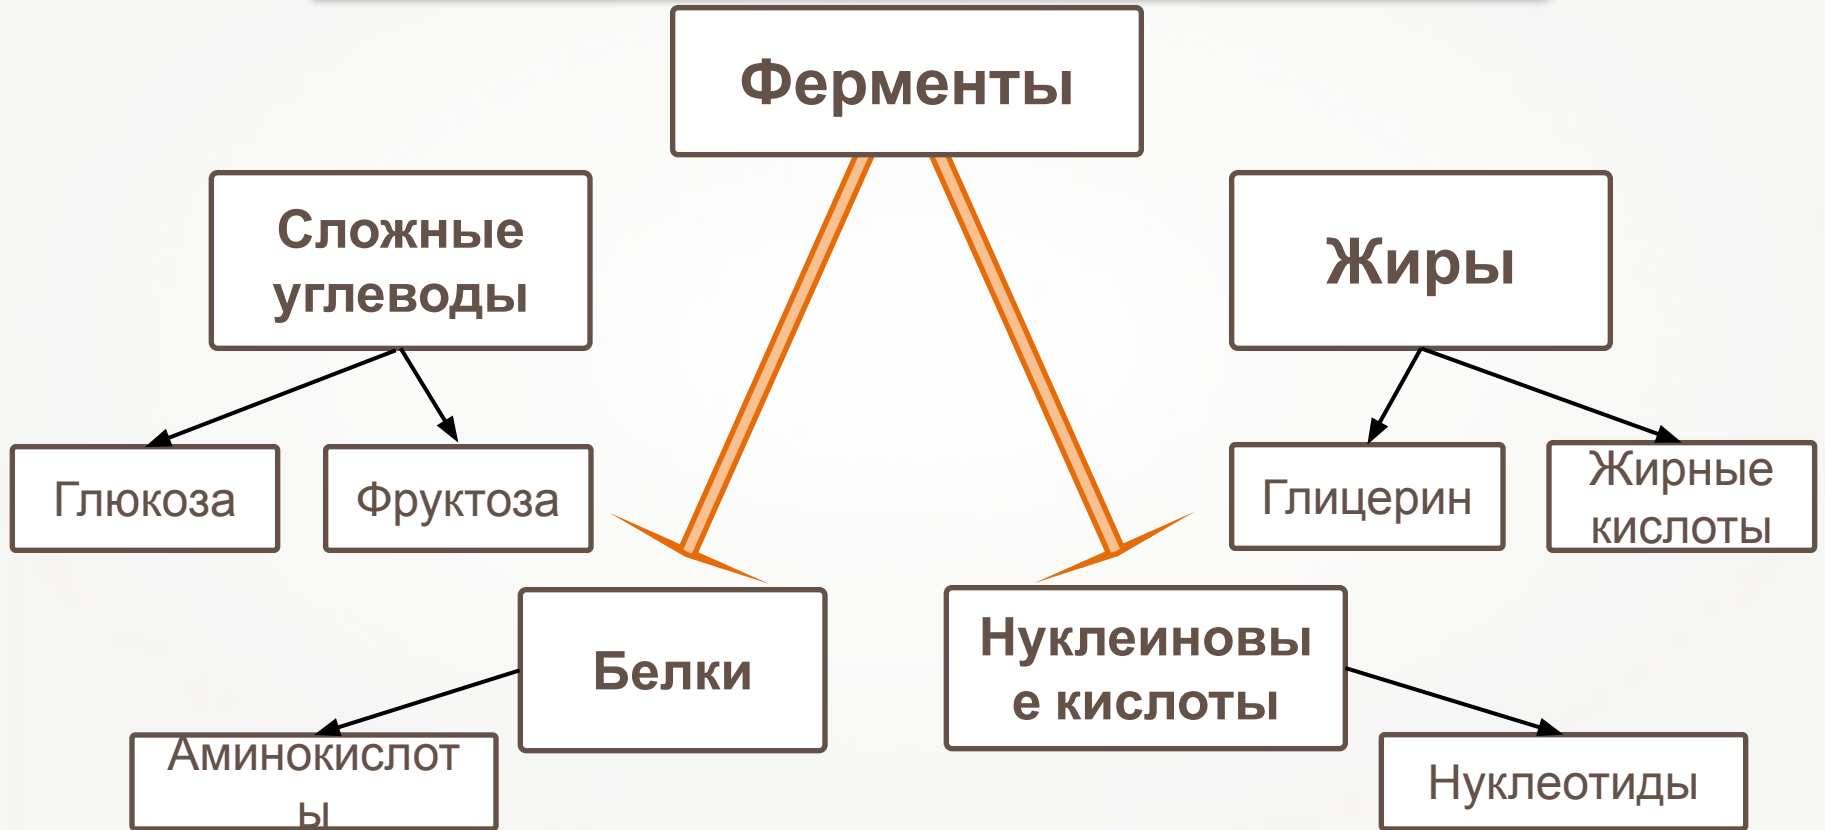 Ферменты
Сложные
углеводы
Жиры
Глюкоза
Фруктоза
Глицерин
Жирные
кислоты
Белки
Нуклеиновы
е кислоты
Аминокислот
ы
Нуклеотиды